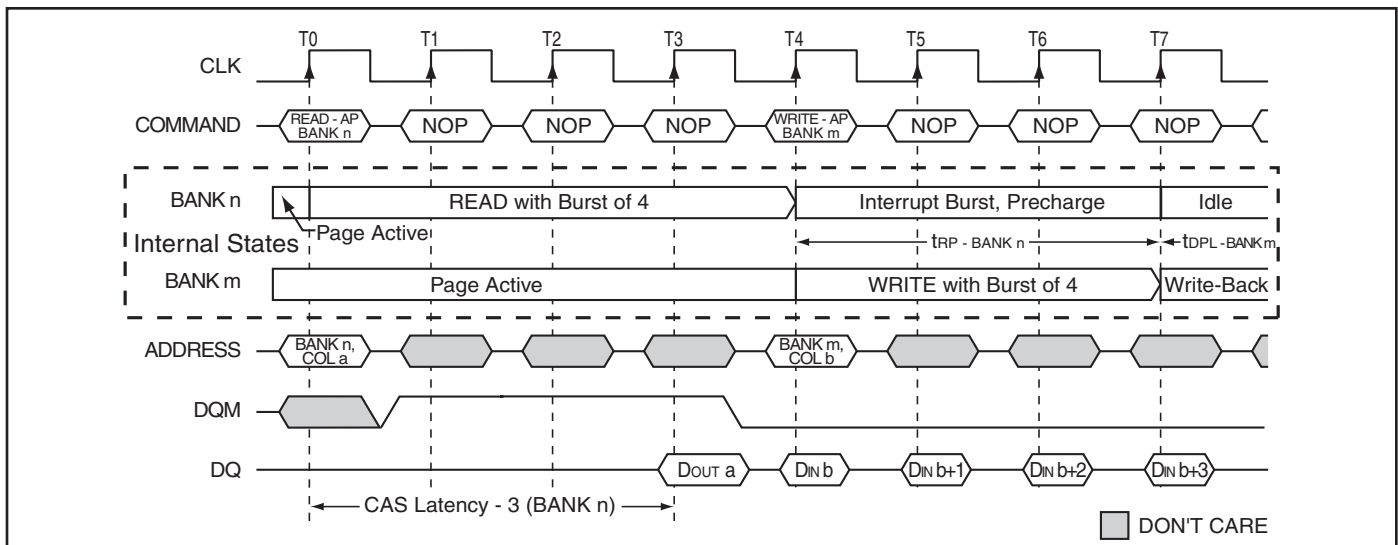 T0 T1 T2 T3 T4 T5 T6 T7
CLK
COMMAND READ - AP BANK n NOP NOP NOP WRITE - AP BANK m NOP NOP NOP
BANK n READ with Burst of 4 Interrupt Burst, Precharge Idle
Internal States Page Active tRP - BANK n tDPL - BANK m
BANK m Page Active WRITE with Burst of 4 Write-Back
ADDRESS BANK n, COL a BANK m, COL b
DQM
DQ DOUT a DIN b DIN b+1 DIN b+2 DIN b+3
CAS Latency - 3 (BANK n)
DON'T CARE